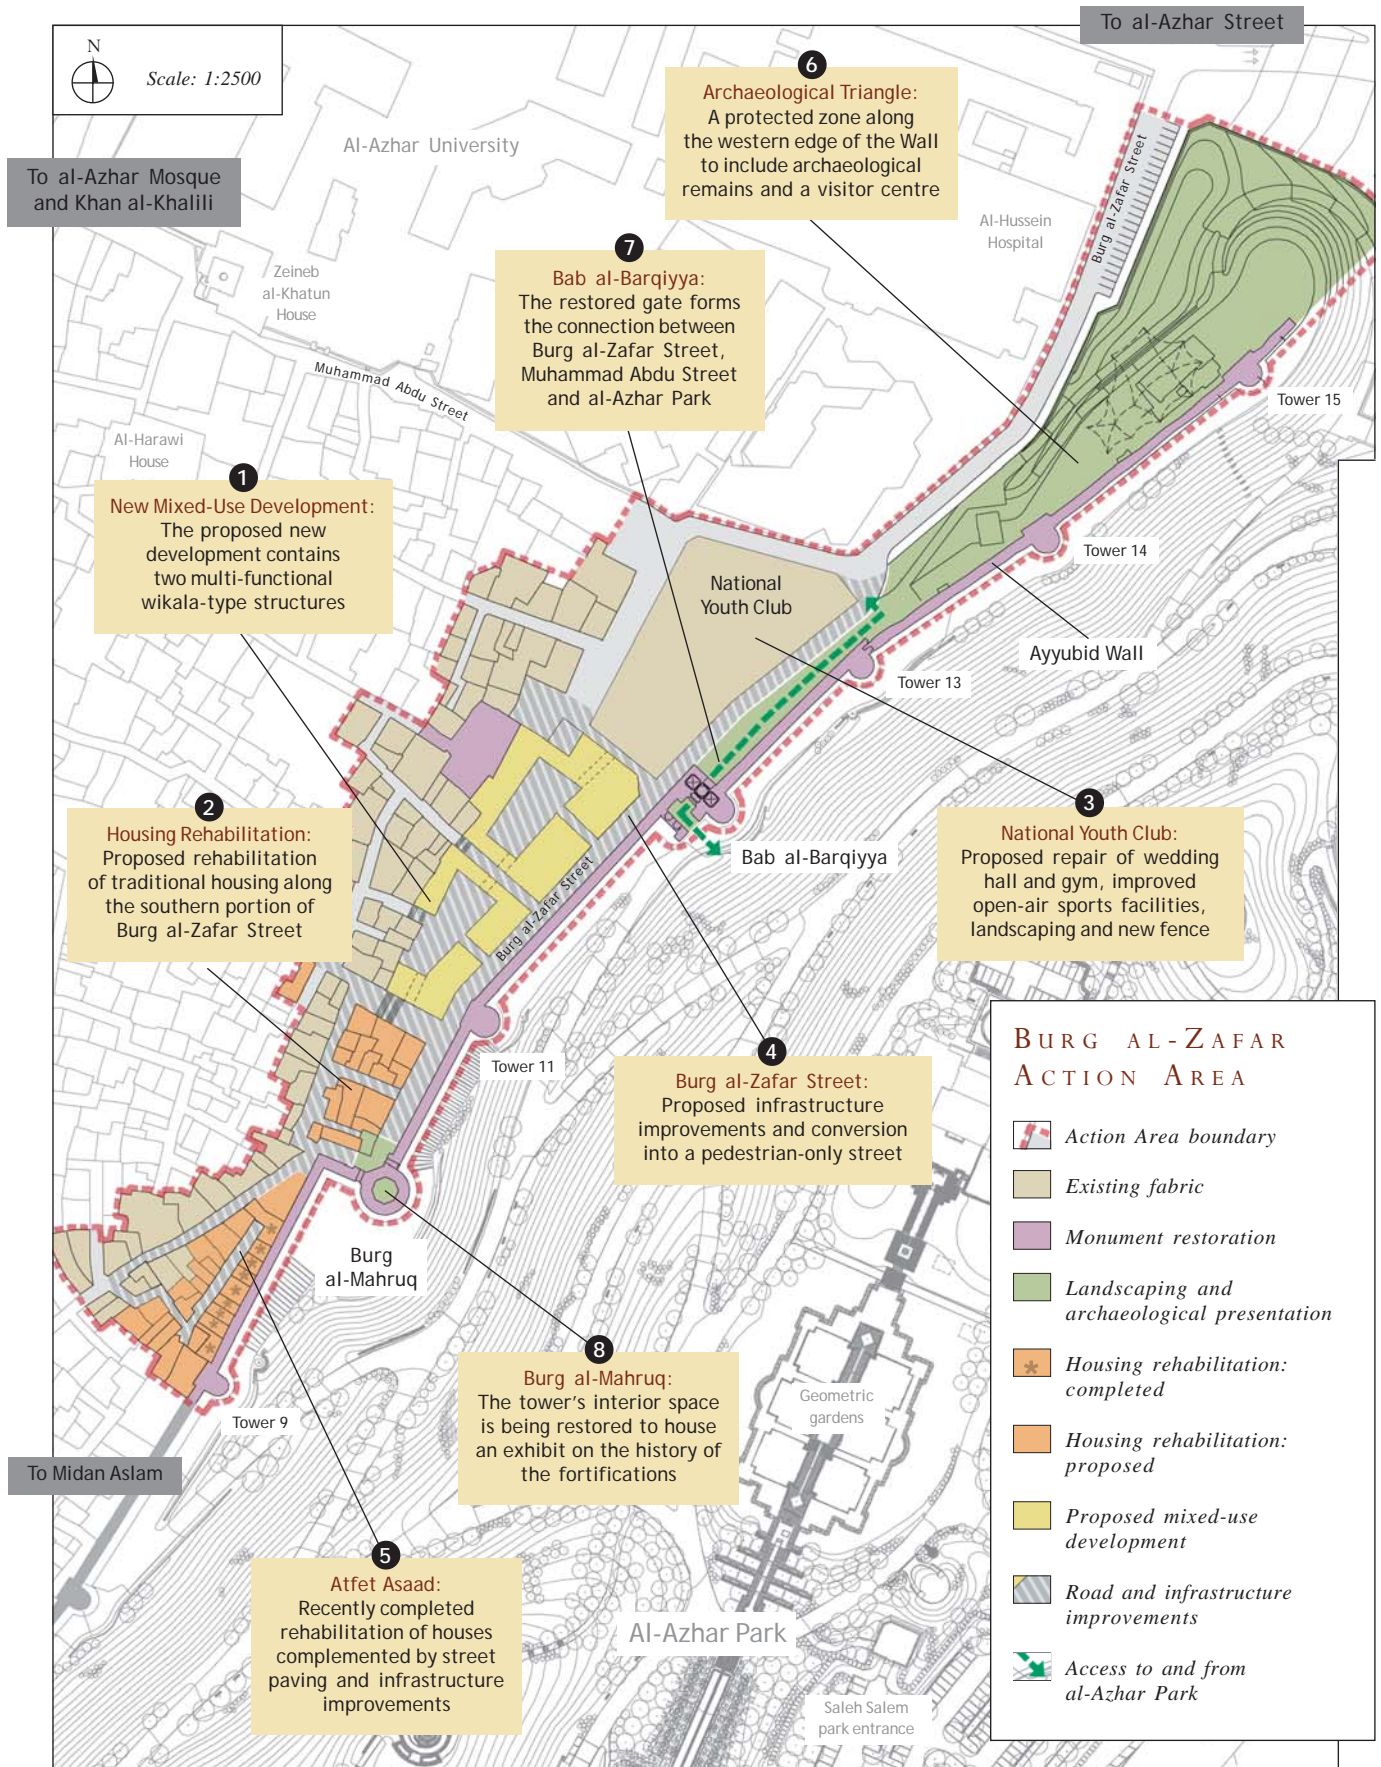 To al-Azhar Street
N
Scale: 1:2500
6
Archaeological Triangle:
A protected zone along
the western edge of the Wall
to include archaeological
remains and a visitor centre
Al-Azhar University
To al-Azhar Mosque
and Khan al-Khalili
Burg al-Zafar Street
Al-Hussein
Hospital
7
Bab al-Barqiyya:
The restored gate forms
the connection between
Burg al-Zafar Street,
Muhammad Abdu Street
and al-Azhar Park
Zeineb
al-Khatun
House
Muhammad Abdu Street
Tower 15
Al-Harawi
House
1
New Mixed-Use Development:
The proposed new
development contains
two multi-functional
wikala-type structures
Tower 14
National
Youth Club
Ayyubid Wall
Tower 13
2
Housing Rehabilitation:
Proposed rehabilitation
of traditional housing along
the southern portion of
Burg al-Zafar Street
3
National Youth Club:
Proposed repair of wedding
hall and gym, improved
open-air sports facilities,
landscaping and new fence
Bab al-Barqiyya
Burg al-Zafar Street
4
Burg al-Zafar Street:
Proposed infrastructure
improvements and conversion
into a pedestrian-only street
Tower 11
Burg
al-Mahruq
8
Burg al-Mahruq:
The tower's interior space
is being restored to house
an exhibit on the history of
the fortifications
Geometric
gardens
Tower 9
To Midan Aslam
5
Atfet Asaad:
Recently completed
rehabilitation of houses
complemented by street
paving and infrastructure
improvements
Al-Azhar Park
Saleh Salem
park entrance
BURG AL-ZAFAR
ACTION AREA
Action Area boundary
Existing fabric
Monument restoration
Landscaping and
archaeological presentation
Housing rehabilitation:
completed
Housing rehabilitation:
proposed
Proposed mixed-use
development
Road and infrastructure
improvements
Access to and from
al-Azhar Park